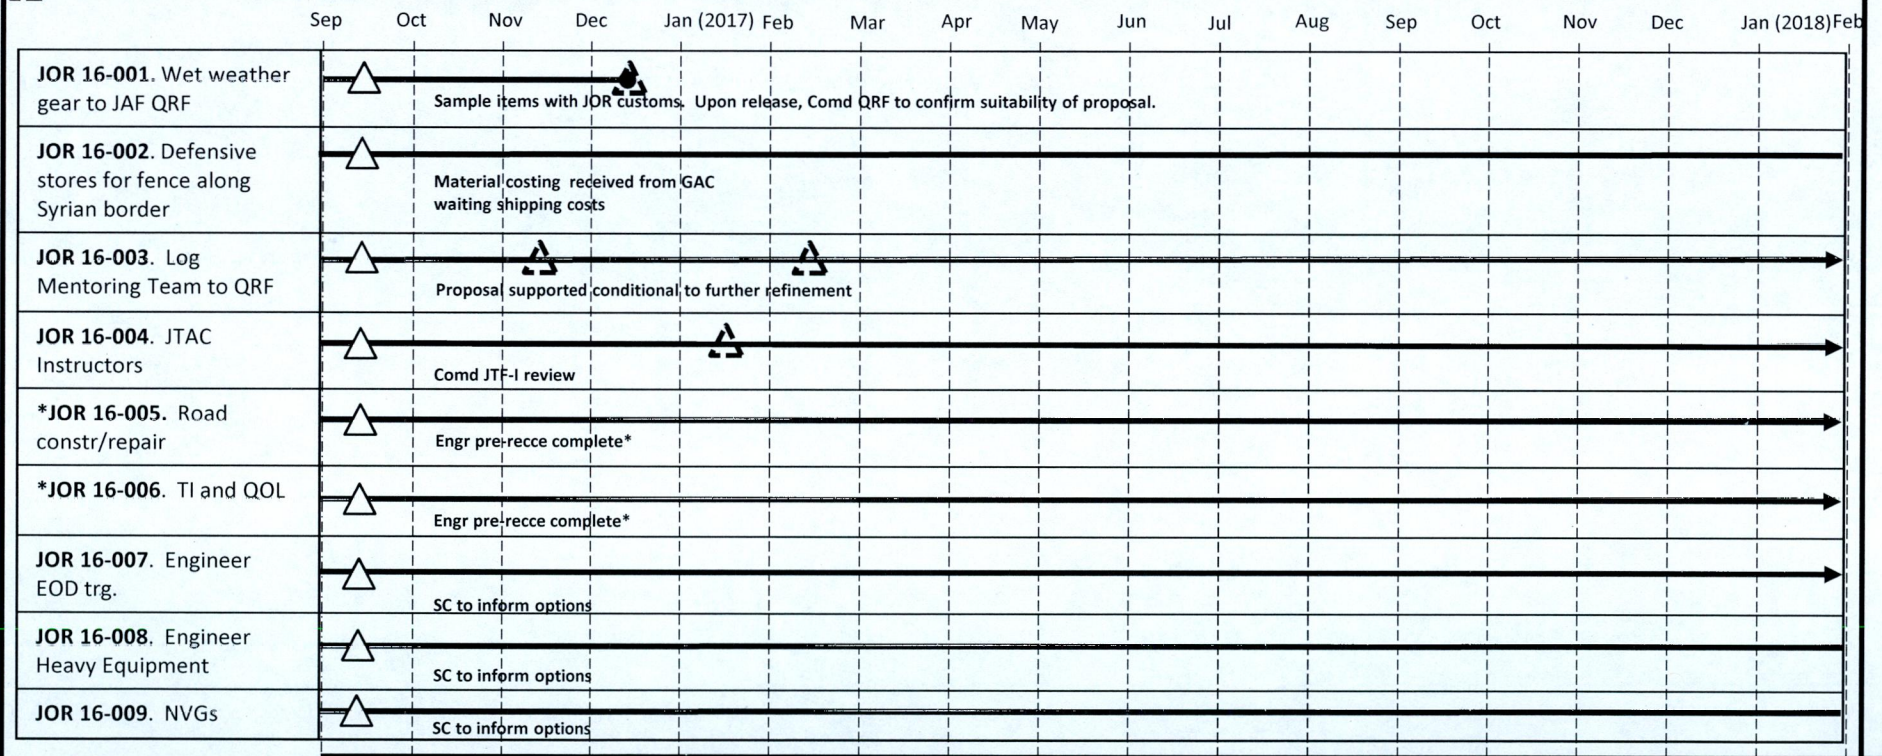 Sep Oct Nov Dec Jan (2017) Feb Mar Apr May Jun Jul Aug Sep Oct Nov Dec Jan (2018) Feb
JOR 16-001. Wet weather
gear to JAF QRF
Sample items with JOR customs. Upon release, Comd QRF to confirm suitability of proposal.
JOR 16-002. Defensive
stores for fence along
Syrian border
Material costing received from GAC
waiting shipping costs
JOR 16-003. Log
Mentoring Team to QRF
Proposal supported conditional to further refinement
JOR 16-004. JTAC
Instructors
Comd JTF-I review
*JOR 16-005. Road
constr/repair
Engr pre-recce complete*
*JOR 16-006. TI and QOL
Engr pre-recce complete*
JOR 16-007. Engineer
EOD trg.
SC to inform options
JOR 16-008. Engineer
Heavy Equipment
SC to inform options
JOR 16-009. NVGs
SC to inform options